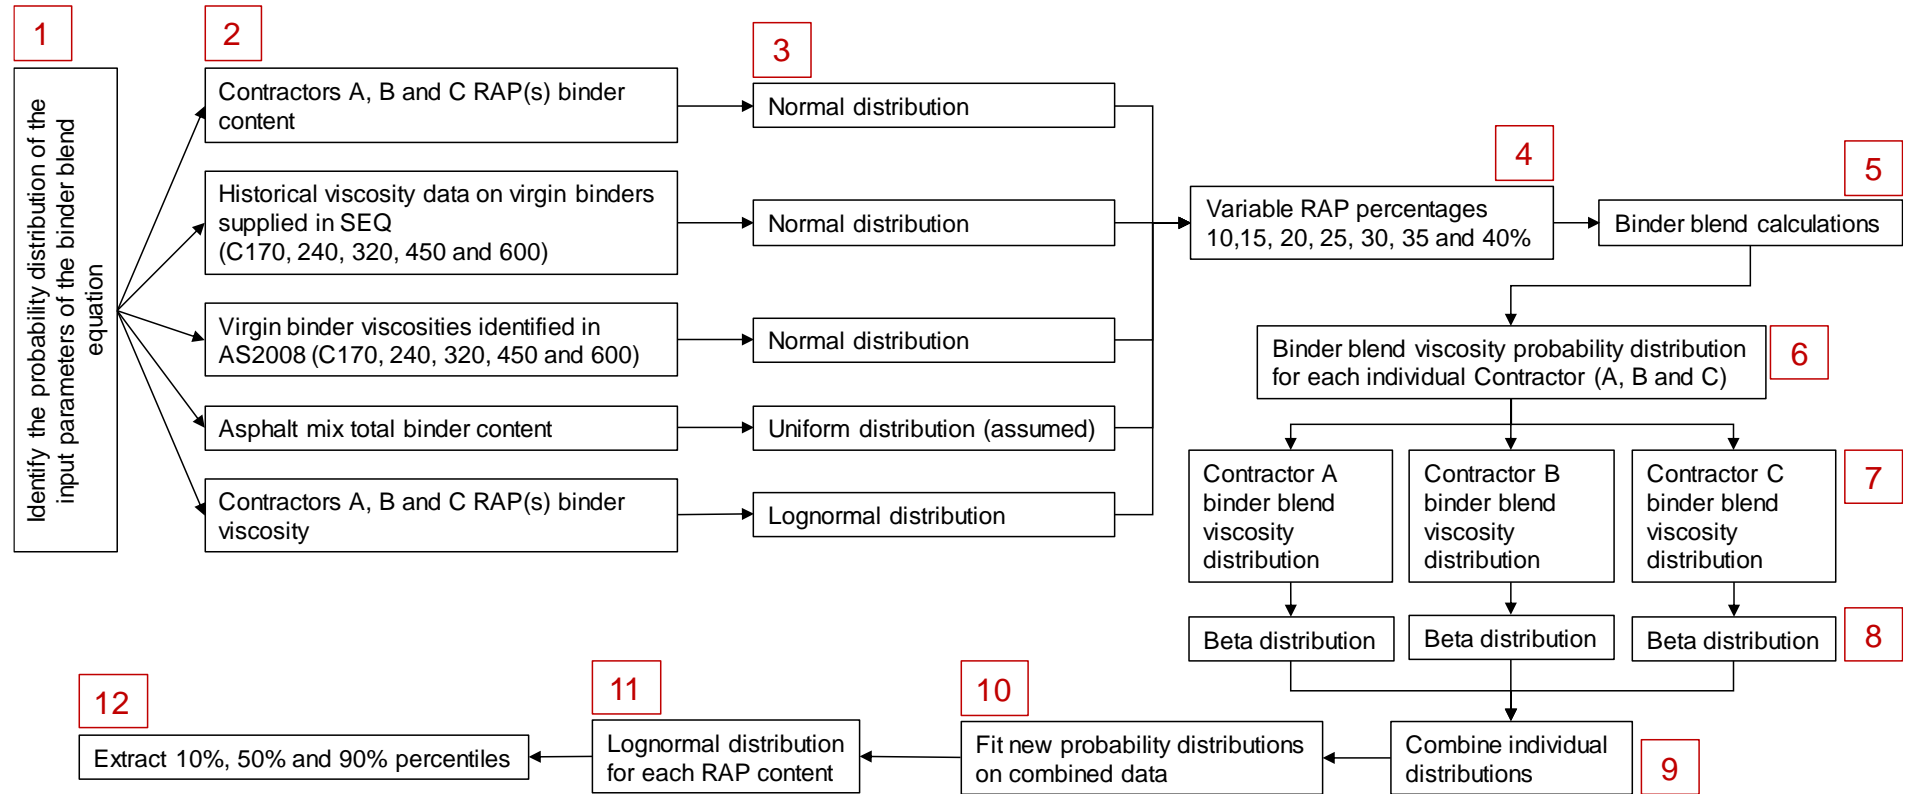 1
Identify the probability distribution of the
input parameters of the binder blend
equation
2
Contractors A, B and C RAP(s) binder
content
Historical viscosity data on virgin binders
supplied in SEQ
(C170, 240, 320, 450 and 600)
Virgin binder viscosities identified in
AS2008 (C170, 240, 320, 450 and 600)
Asphalt mix total binder content
Contractors A, B and C RAP(s) binder
viscosity
3
Normal distribution
Normal distribution
Normal distribution
Uniform distribution (assumed)
Lognormal distribution
4
Variable RAP percentages
10,15, 20, 25, 30, 35 and 40%
5
Binder blend calculations
Binder blend viscosity probability distribution
for each individual Contractor (A, B and C)
6
Contractor A
binder blend
viscosity
distribution
Contractor B
binder blend
viscosity
distribution
Contractor C
binder blend
viscosity
distribution
7
Beta distribution
Beta distribution
Beta distribution
8
Combine individual
distributions
9
10
Fit new probability distributions
on combined data
11
Lognormal distribution
for each RAP content
12
Extract 10%, 50% and 90% percentiles